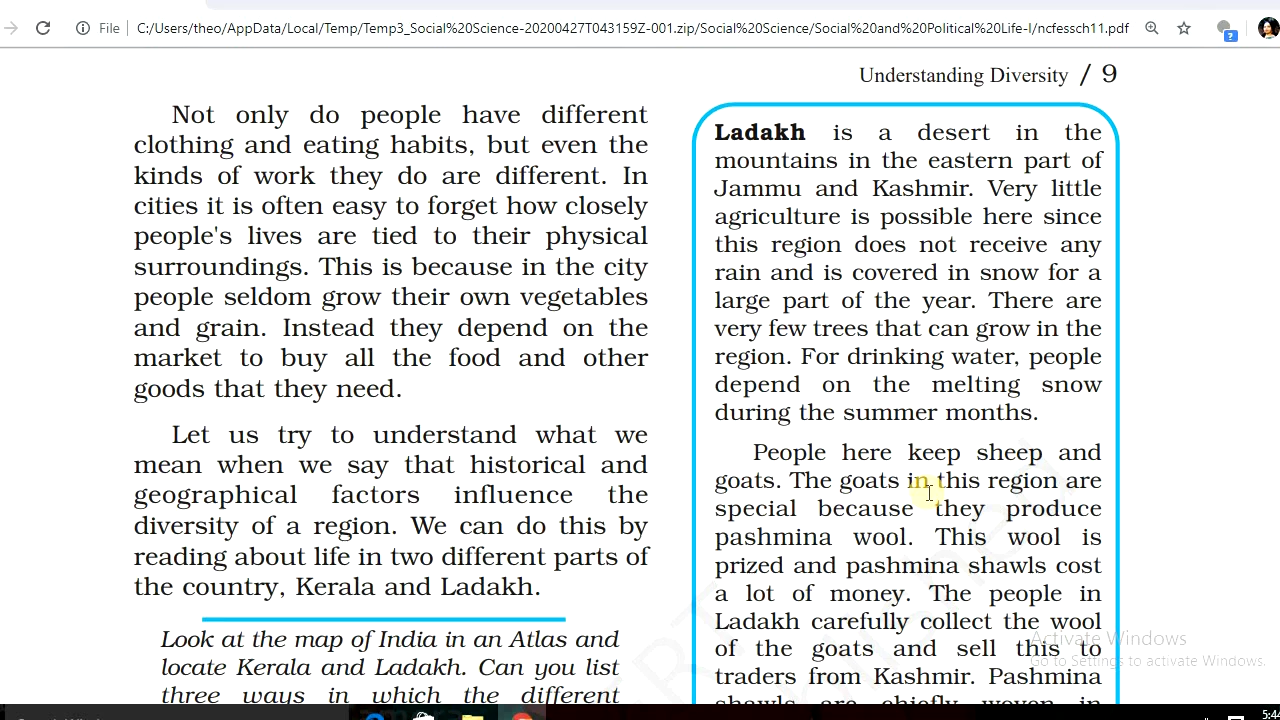 File
C:/Users/theo/AppData/Local/Temp/Temp3_Social%20Science-20200427T043159Z-001.zip/Social%20Science/Social%20and%20Political%20Life-I/ncfessch11.pdf
Understanding Diversity / 9
Not only do people have different
clothing and eating habits, but even the
kinds of work they do are different. In
cities it is often easy to forget how closely
people's lives are tied to their physical
surroundings. This is because in the city
people seldom grow their own vegetables
and grain. Instead they depend on the
market to buy all the food and other
goods that they need.
Let us try to understand what we
mean when we say that historical and
geographical factors influence the
diversity of a region. We can do this by
reading about life in two different parts of
the country, Kerala and Ladakh.
Look at the map of India in an Atlas and
locate Kerala and Ladakh. Can you list
three ways in which the different
Ladakh is a desert in the
mountains in the eastern part of
Jammu and Kashmir. Very little
agriculture is possible here since
this region does not receive any
rain and is covered in snow for a
large part of the year. There are
very few trees that can grow in the
region. For drinking water, people
depend on the melting snow
during the summer months.
People here keep sheep and
goats. The goats in this region are
special because they produce
pashmina wool. This wool is
prized and pashmina shawls cost
a lot of money. The people in
Ladakh carefully collect the wool
of the goats and sell this to
traders from Kashmir. Pashmina
shawls are chiefly woven in
Activate Windows
Go to Settings to activate Windows.